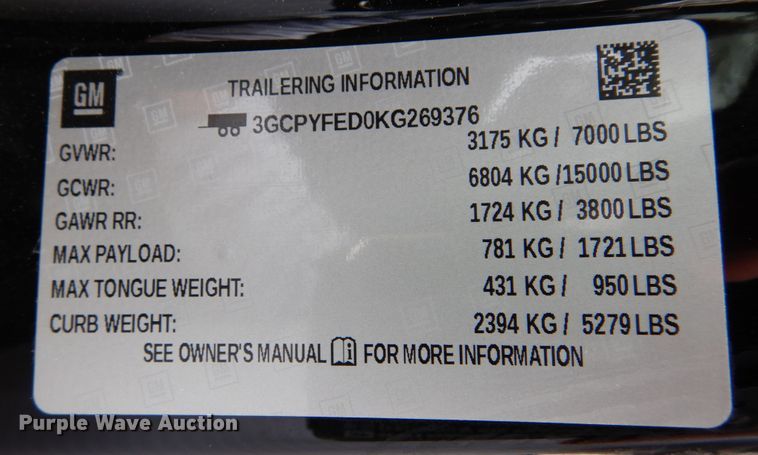 GM
TRAILERING INFORMATION
3GCPYFED0KG269376
GVWR: 3175 KG / 7000 LBS
GCWR: 6804 KG /15000 LBS
GAWR RR: 1724 KG / 3800 LBS
MAX PAYLOAD: 781 KG / 1721 LBS
MAX TONGUE WEIGHT: 431 KG / 950 LBS
CURB WEIGHT: 2394 KG / 5279 LBS
SEE OWNER'S MANUAL i FOR MORE INFORMATION
Purple Wave Auction